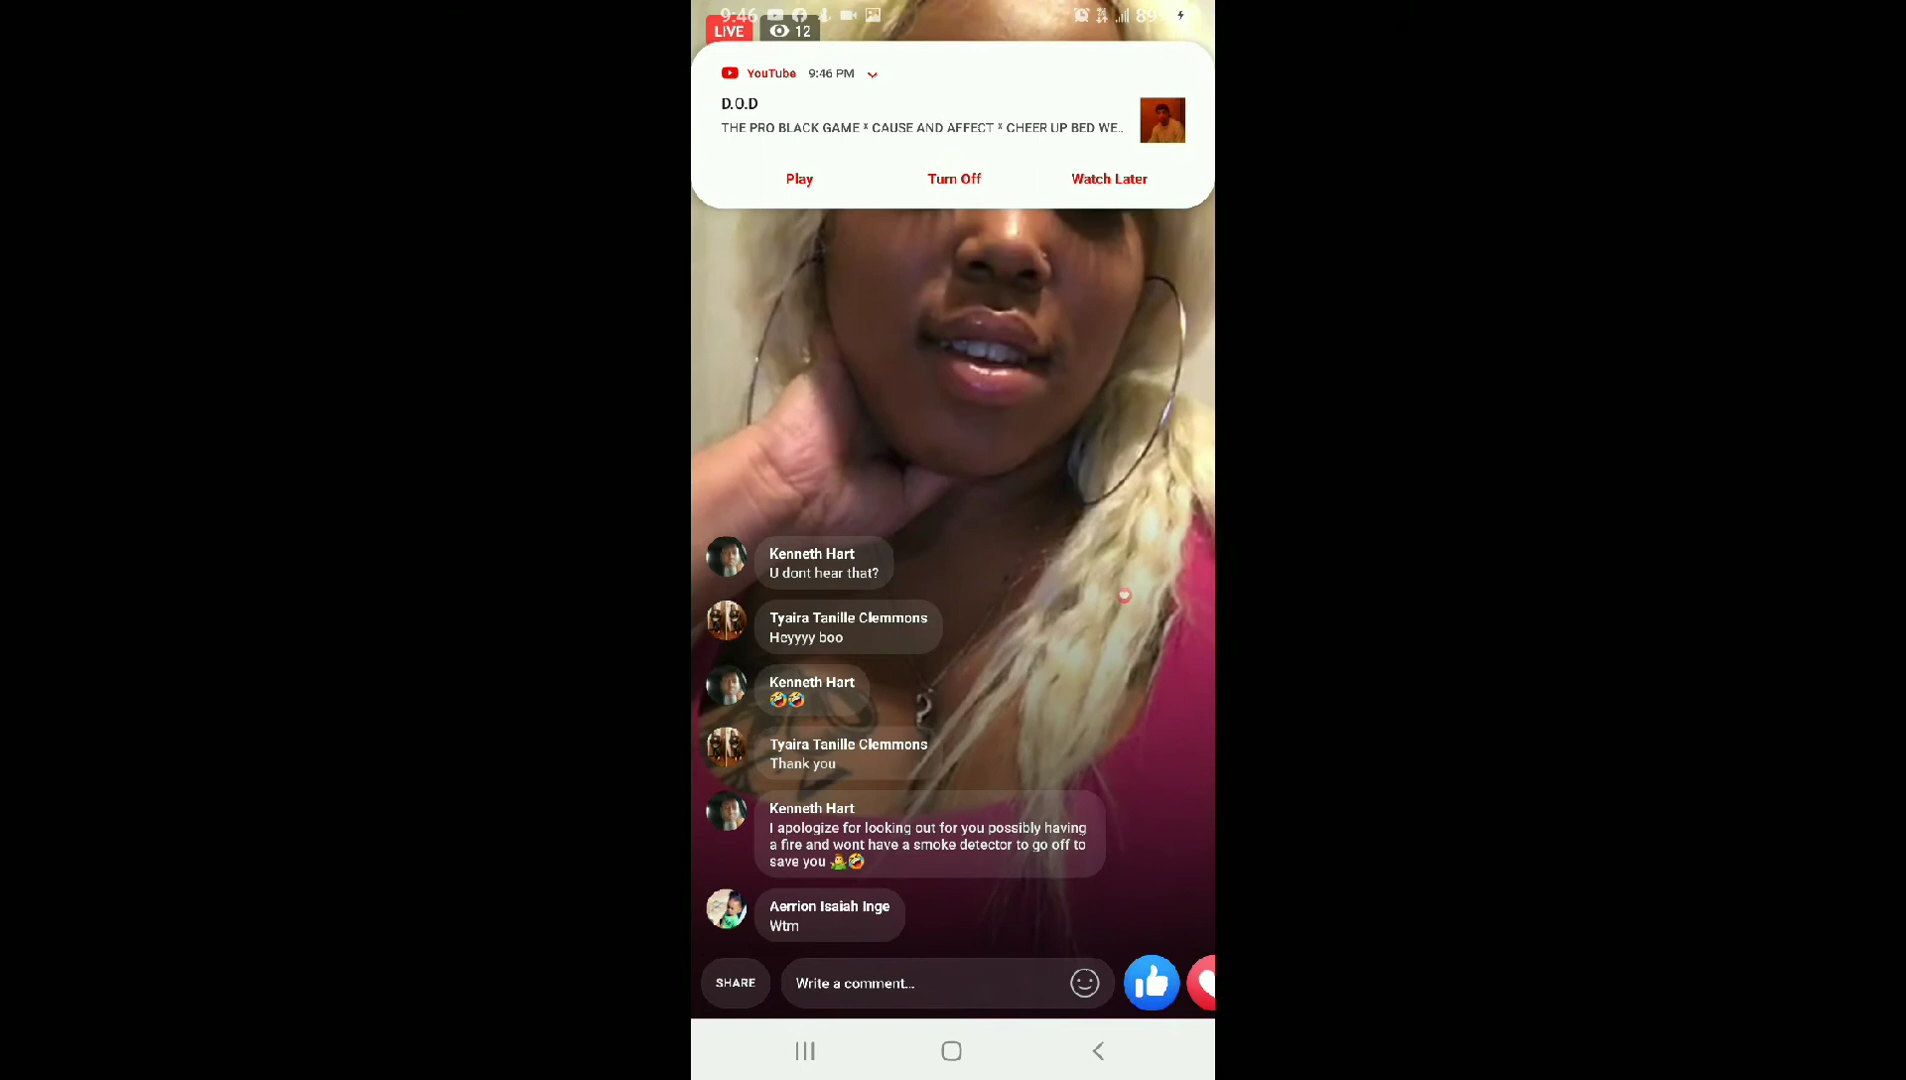 9:46
89
LIVE
12
YouTube 9:46 PM
D.O.D
THE PRO BLACK GAME * CAUSE AND AFFECT * CHEER UP BED WE..
Play
Turn Off
Watch Later
Kenneth Hart
U dont hear that?
Tyaira Tanille Clemmons
Heyyyy boo
Kenneth Hart
🤣🤣
Tyaira Tanille Clemmons
Thank you
Kenneth Hart
I apologize for looking out for you possibly having
a fire and wont have a smoke detector to go off to
save you 🤷‍♂️🤣
Aerrion Isaiah Inge
Wtm
SHARE
Write a comment...